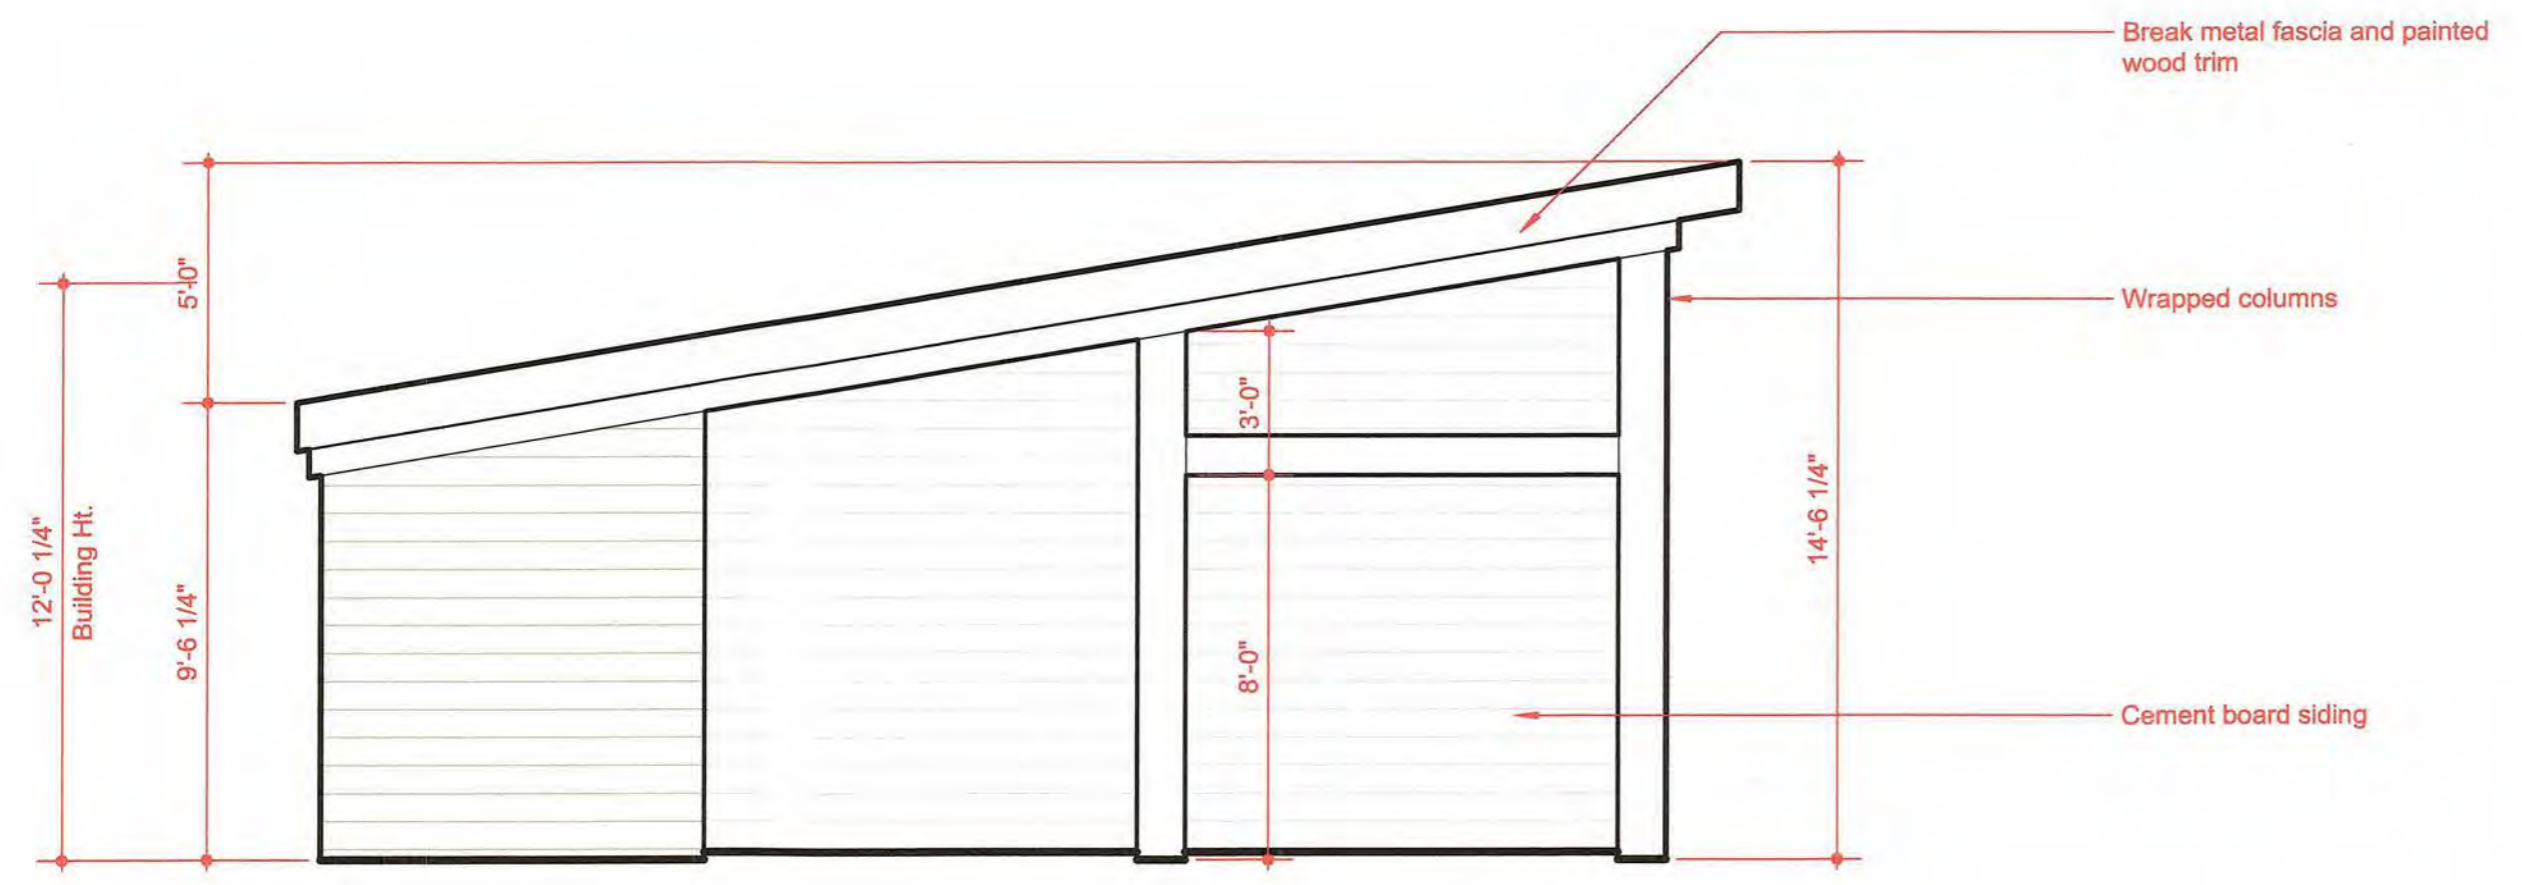 Break metal fascia and painted
wood trim
5'-0"
Wrapped columns
3'-0"
12'-0 1/4"
Building Ht.
14'-6 1/4"
9'-6 1/4"
8'-0"
Cement board siding